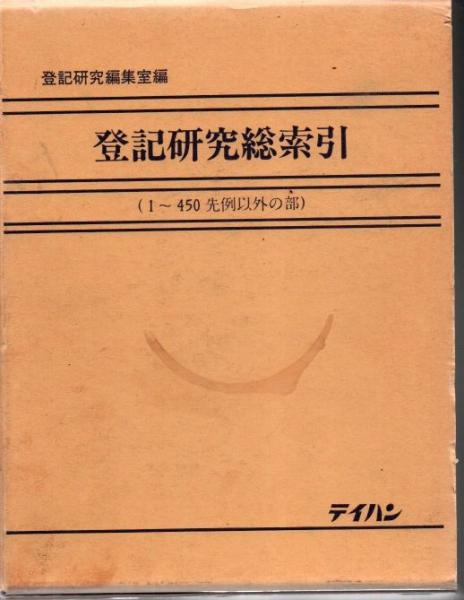 登記研究編集室編
登記研究総索引
(1～450 先例以外の部)
テイハン